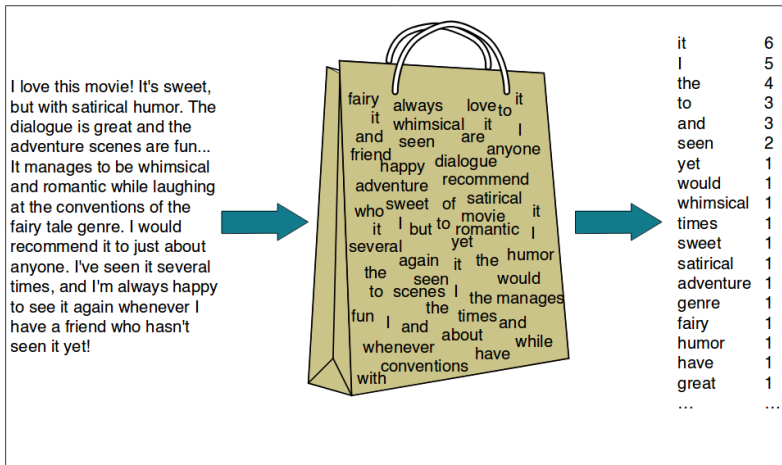 I love this movie! It's sweet,
but with satirical humor. The
dialogue is great and the
adventure scenes are fun...
It manages to be whimsical
and romantic while laughing
at the conventions of the
fairy tale genre. I would
recommend it to just about
anyone. I've seen it several
times, and I'm always happy
to see it again whenever I
have a friend who hasn't
seen it yet!
fairy always love to it
it whimsical it I
and seen are anyone
friend happy dialogue
adventure recommend
who sweet of satirical
it I but to romantic movie it
several yet I
again it the humor
the seen would
to scenes I the manages
fun I and the times and
whenever about while
with conventions have
it 6
I 5
the 4
to 3
and 3
seen 2
yet 1
would 1
whimsical 1
times 1
sweet 1
satirical 1
adventure 1
genre 1
fairy 1
humor 1
have 1
great 1
... ...